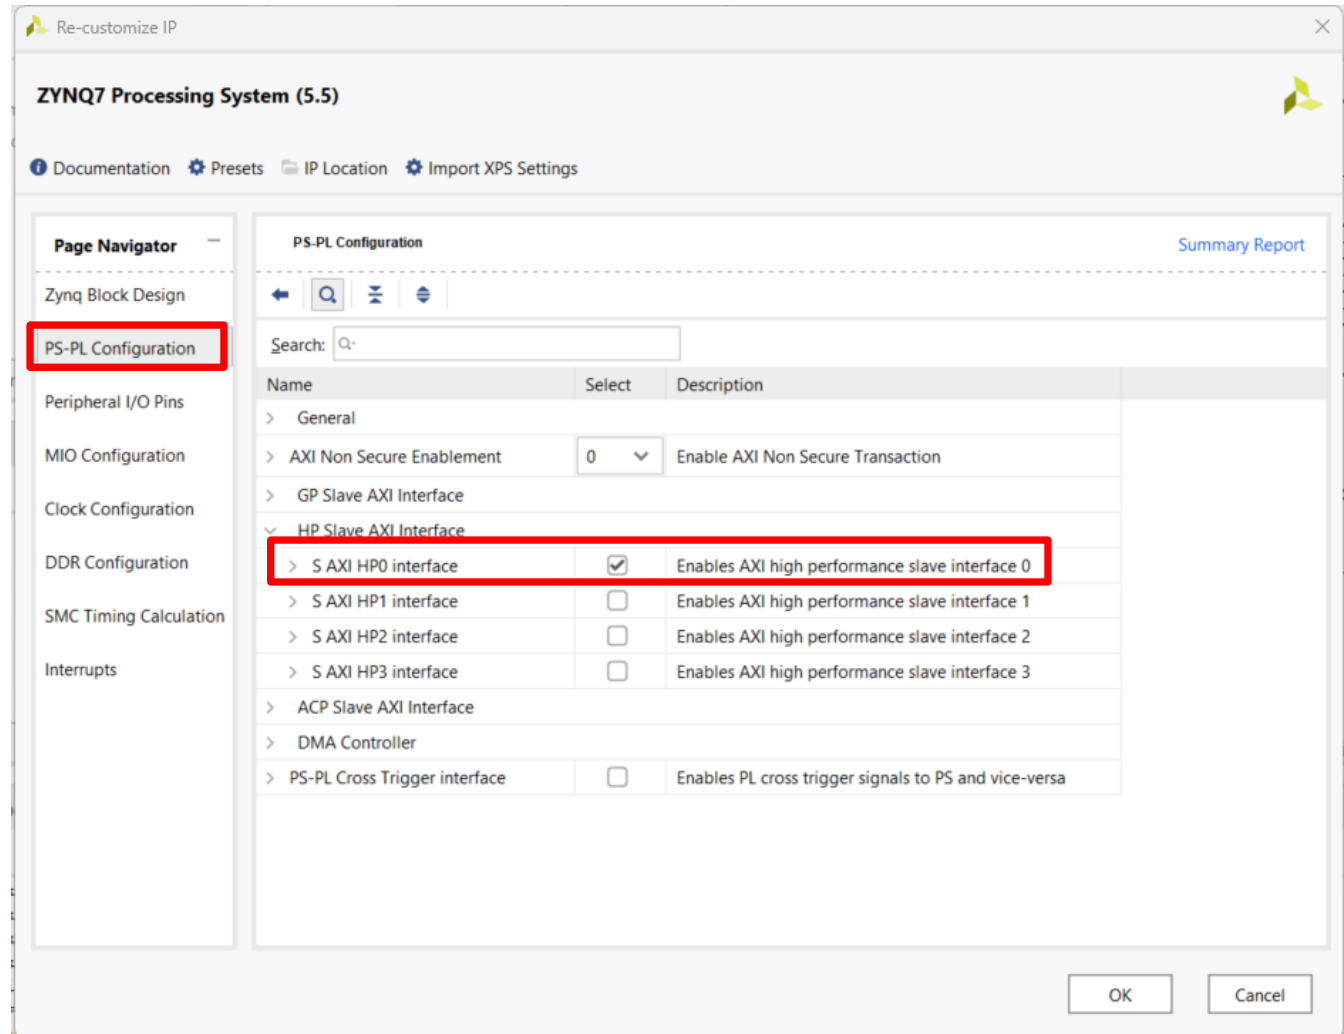 Re-customize IP
ZYNQ7 Processing System (5.5)
Documentation Presets IP Location Import XPS Settings
Page Navigator
Zynq Block Design
PS-PL Configuration
Peripheral I/O Pins
MIO Configuration
Clock Configuration
DDR Configuration
SMC Timing Calculation
Interrupts
PS-PL Configuration Summary Report
Search:
Name Select Description
General
AXI Non Secure Enablement 0 Enable AXI Non Secure Transaction
GP Slave AXI Interface
HP Slave AXI Interface
S AXI HP0 interface Enables AXI high performance slave interface 0
S AXI HP1 interface Enables AXI high performance slave interface 1
S AXI HP2 interface Enables AXI high performance slave interface 2
S AXI HP3 interface Enables AXI high performance slave interface 3
ACP Slave AXI Interface
DMA Controller
PS-PL Cross Trigger interface Enables PL cross trigger signals to PS and vice-versa
OK Cancel